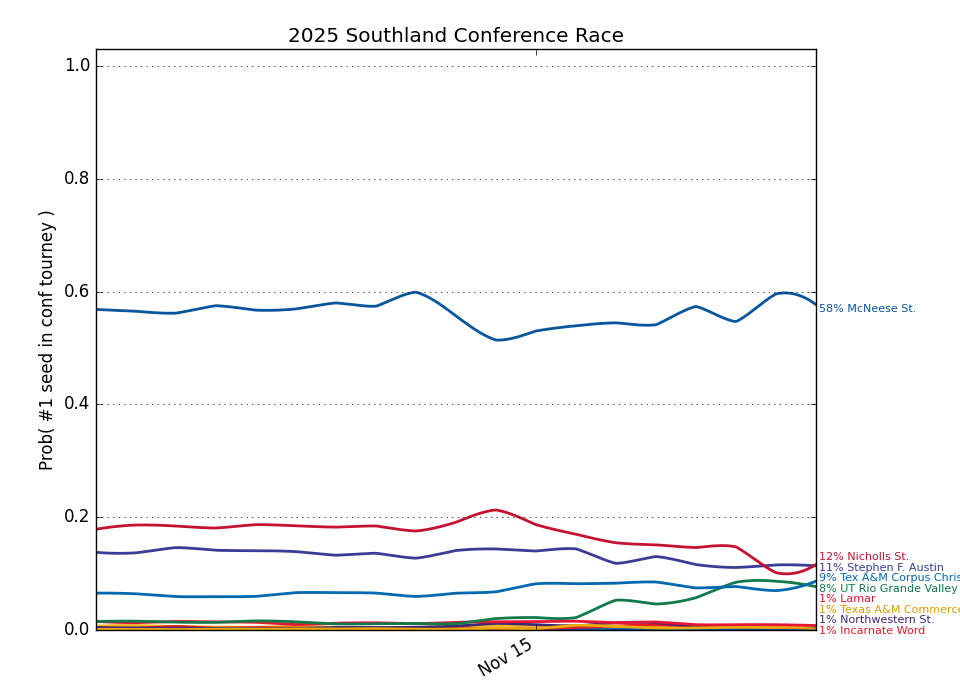 2025 Southland Conference Race
Prob( #1 seed in conf tourney )
1.0
0.8
0.6
0.4
0.2
0.0
Nov 15
58% McNeese St.
12% Nicholls St.
11% Stephen F. Austin
9% Tex A&M Corpus Chris
8% UT Rio Grande Valley
1% Lamar
1% Texas A&M Commerce
1% Northwestern St.
1% Incarnate Word